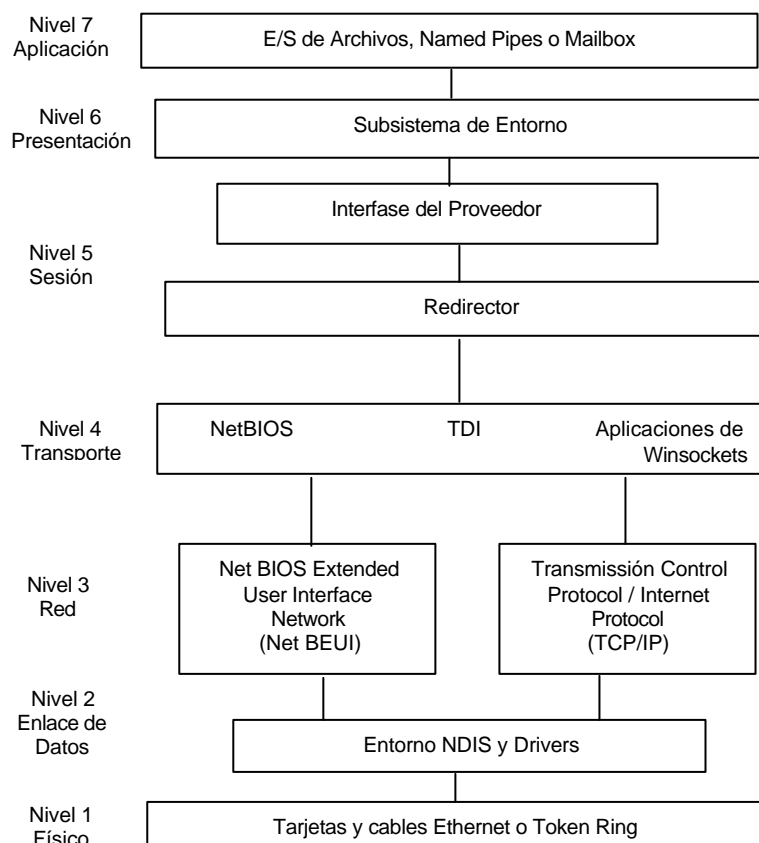 Nivel 7
Aplicación
E/S de Archivos, Named Pipes o Mailbox
Nivel 6
Presentación
Subsistema de Entorno
Interfase del Proveedor
Nivel 5
Sesión
Redirector
Nivel 4
Transporte
NetBIOS TDI Aplicaciones de
Winsockets
Nivel 3
Red
Net BIOS Extended
User Interface
Network
(Net BEUI)
Transmissión Control
Protocol / Internet
Protocol
(TCP/IP)
Nivel 2
Enlace de
Datos
Entorno NDIS y Drivers
Nivel 1
Físico
Tarjetas y cables Ethernet o Token Ring